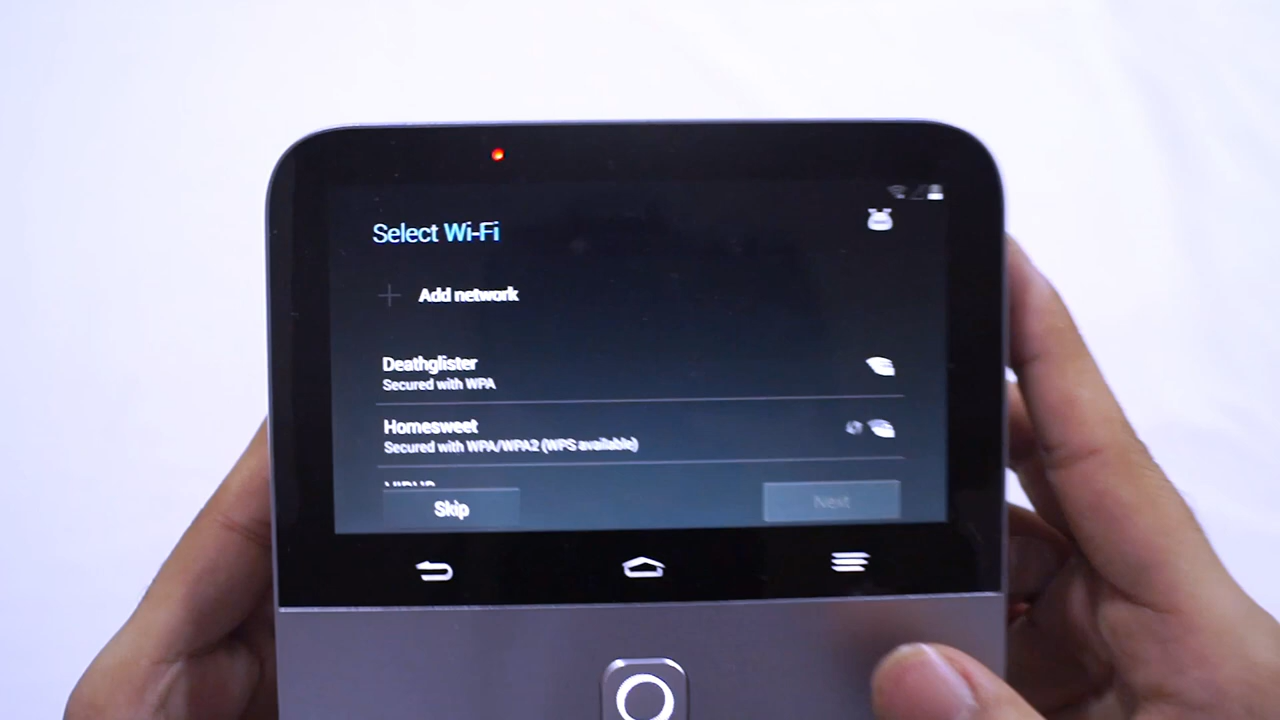 Select Wi-Fi
Add network
Deathglister
Secured with WPA
Homesweet
Secured with WPA/WPA2 (WPS available)
Skip
Next